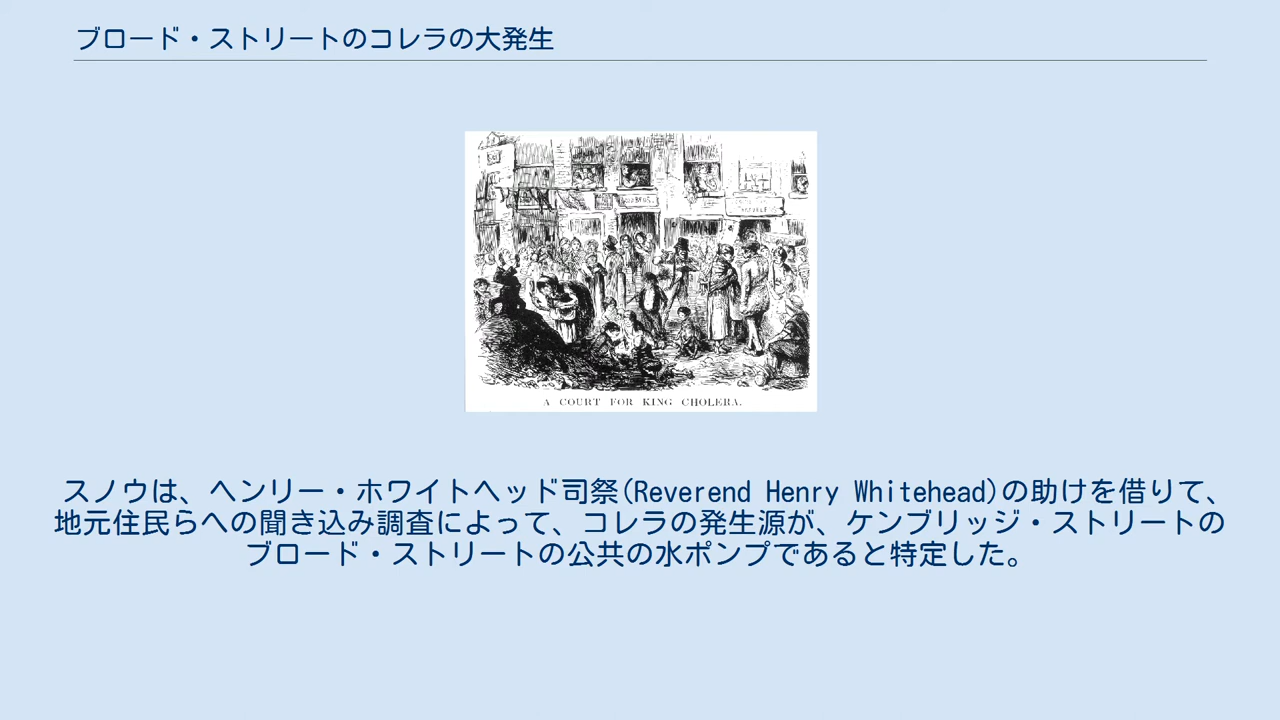 ブロード・ストリートのコレラの大発生
A COURT FOR KING CHOLERA.
スノウは、ヘンリー・ホワイトヘッド司祭(Reverend Henry Whitehead)の助けを借りて、
地元住民らへの聞き込み調査によって、コレラの発生源が、ケンブリッジ・ストリートの
ブロード・ストリートの公共の水ポンプであると特定した。